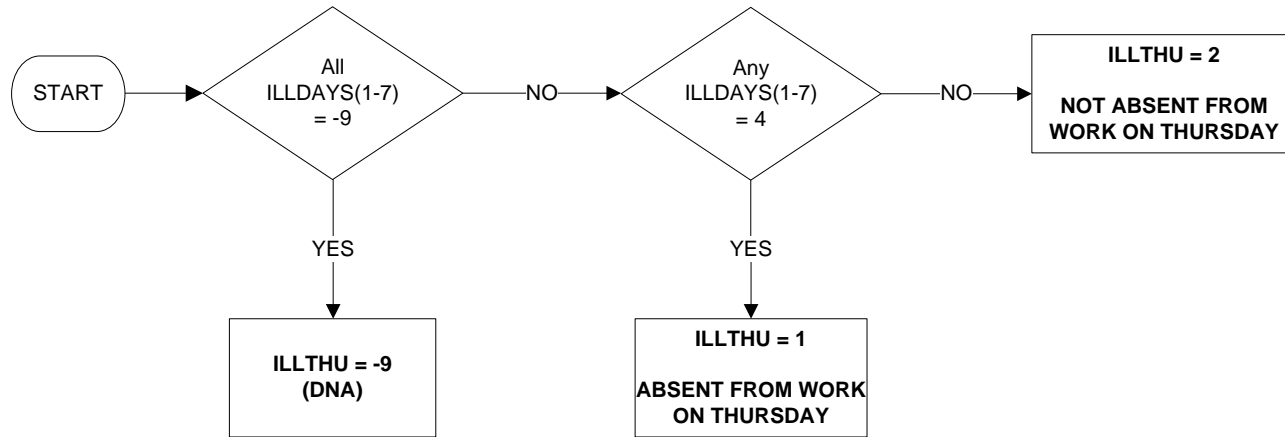 START
All
ILLDAYS(1-7)
= -9
NO
Any
ILLDAYS(1-7)
= 4
NO
ILLTHU = 2
NOT ABSENT FROM
WORK ON THURSDAY
YES
YES
ILLTHU = -9
(DNA)
ILLTHU = 1
ABSENT FROM WORK
ON THURSDAY